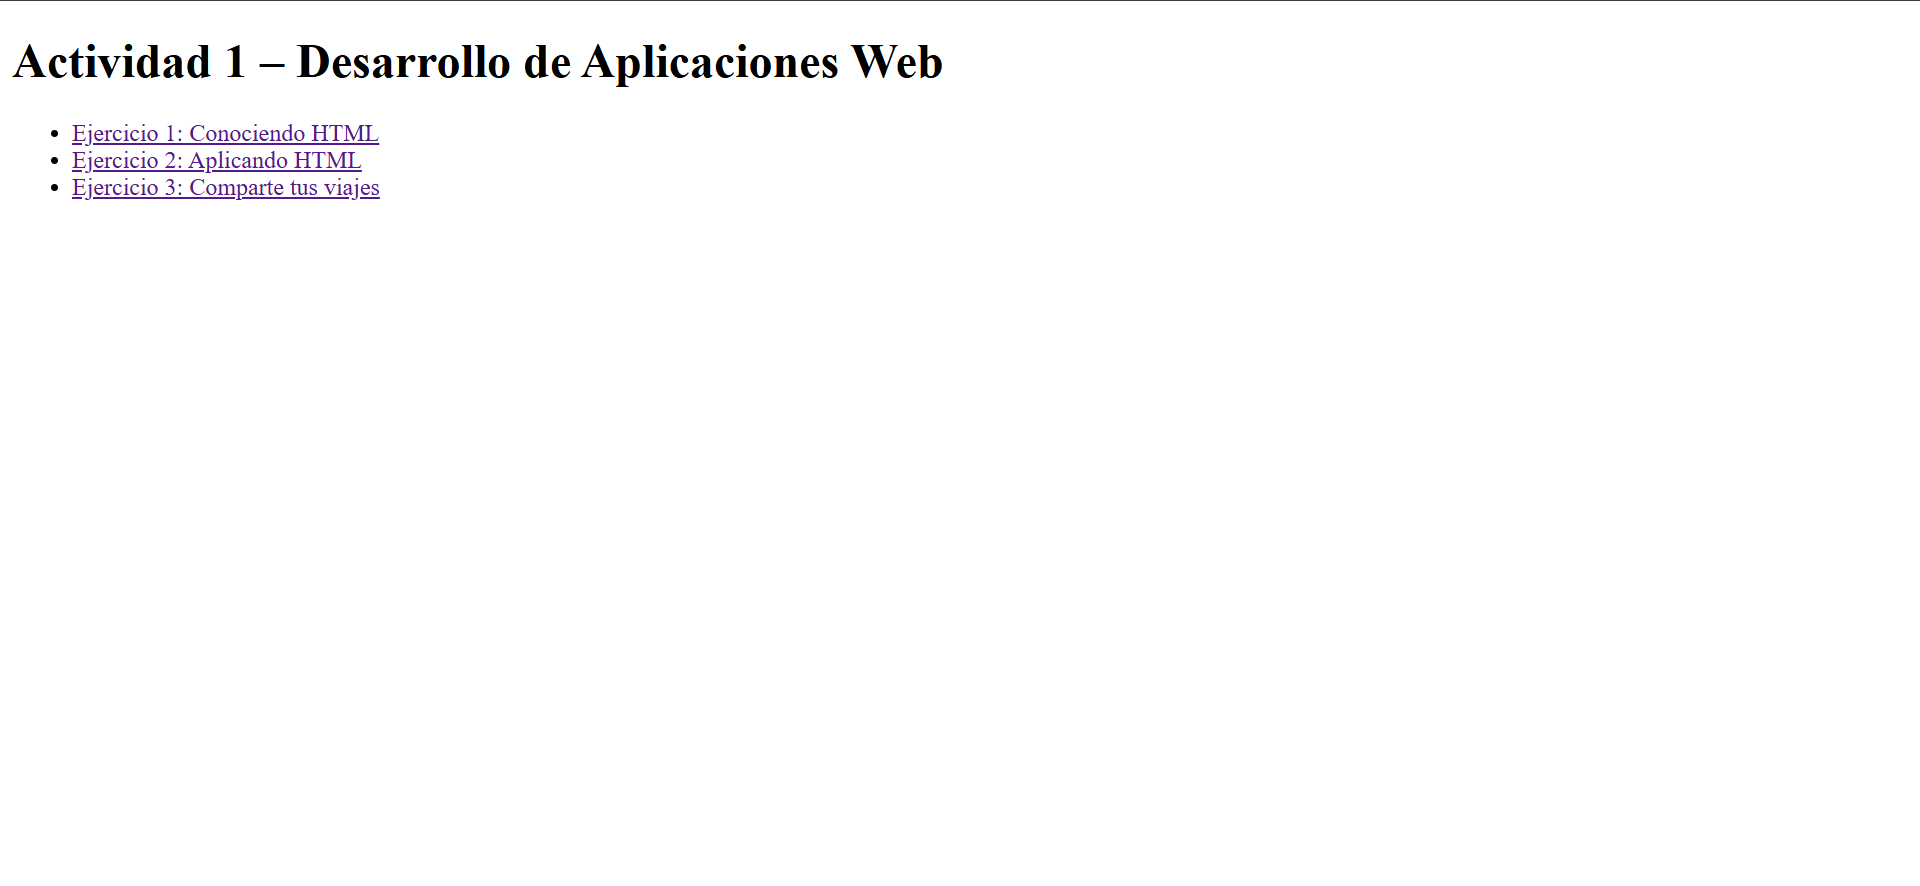 Actividad 1 – Desarrollo de Aplicaciones Web
Ejercicio 1: Conociendo HTML
Ejercicio 2: Aplicando HTML
Ejercicio 3: Comparte tus viajes